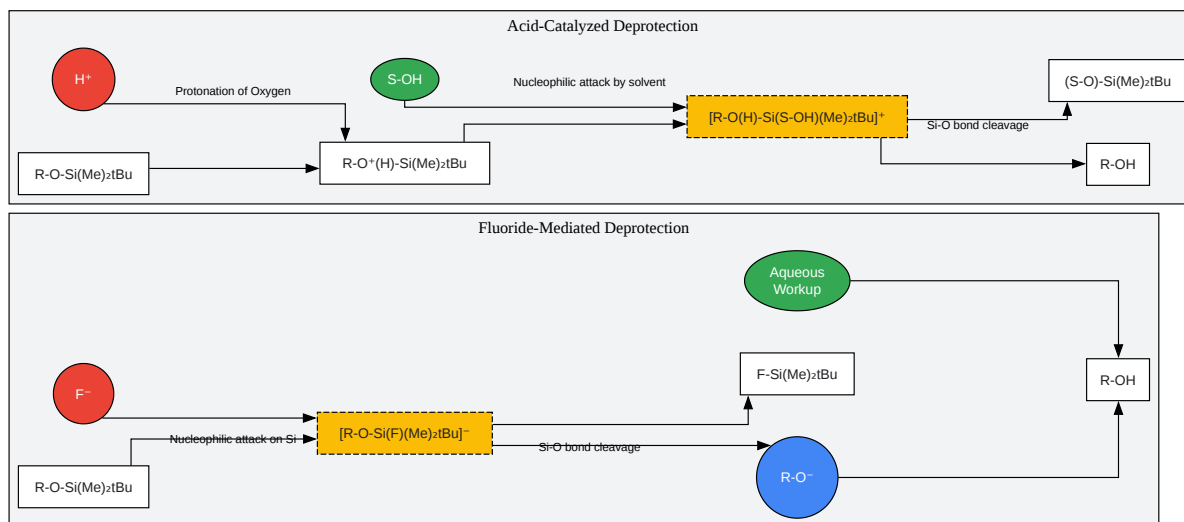 Acid-Catalyzed Deprotection
H⁺
Protonation of Oxygen
S-OH
Nucleophilic attack by solvent
(S-O)-Si(Me)₂tBu
[R-O(H)-Si(S-OH)(Me)₂tBu]⁺
Si-O bond cleavage
R-O-Si(Me)₂tBu
R-O⁺(H)-Si(Me)₂tBu
R-OH
Fluoride-Mediated Deprotection
Aqueous
Workup
F⁻
F-Si(Me)₂tBu
R-OH
Nucleophilic attack on Si
[R-O-Si(F)(Me)₂tBu]⁻
Si-O bond cleavage
R-O-Si(Me)₂tBu
R-O⁻